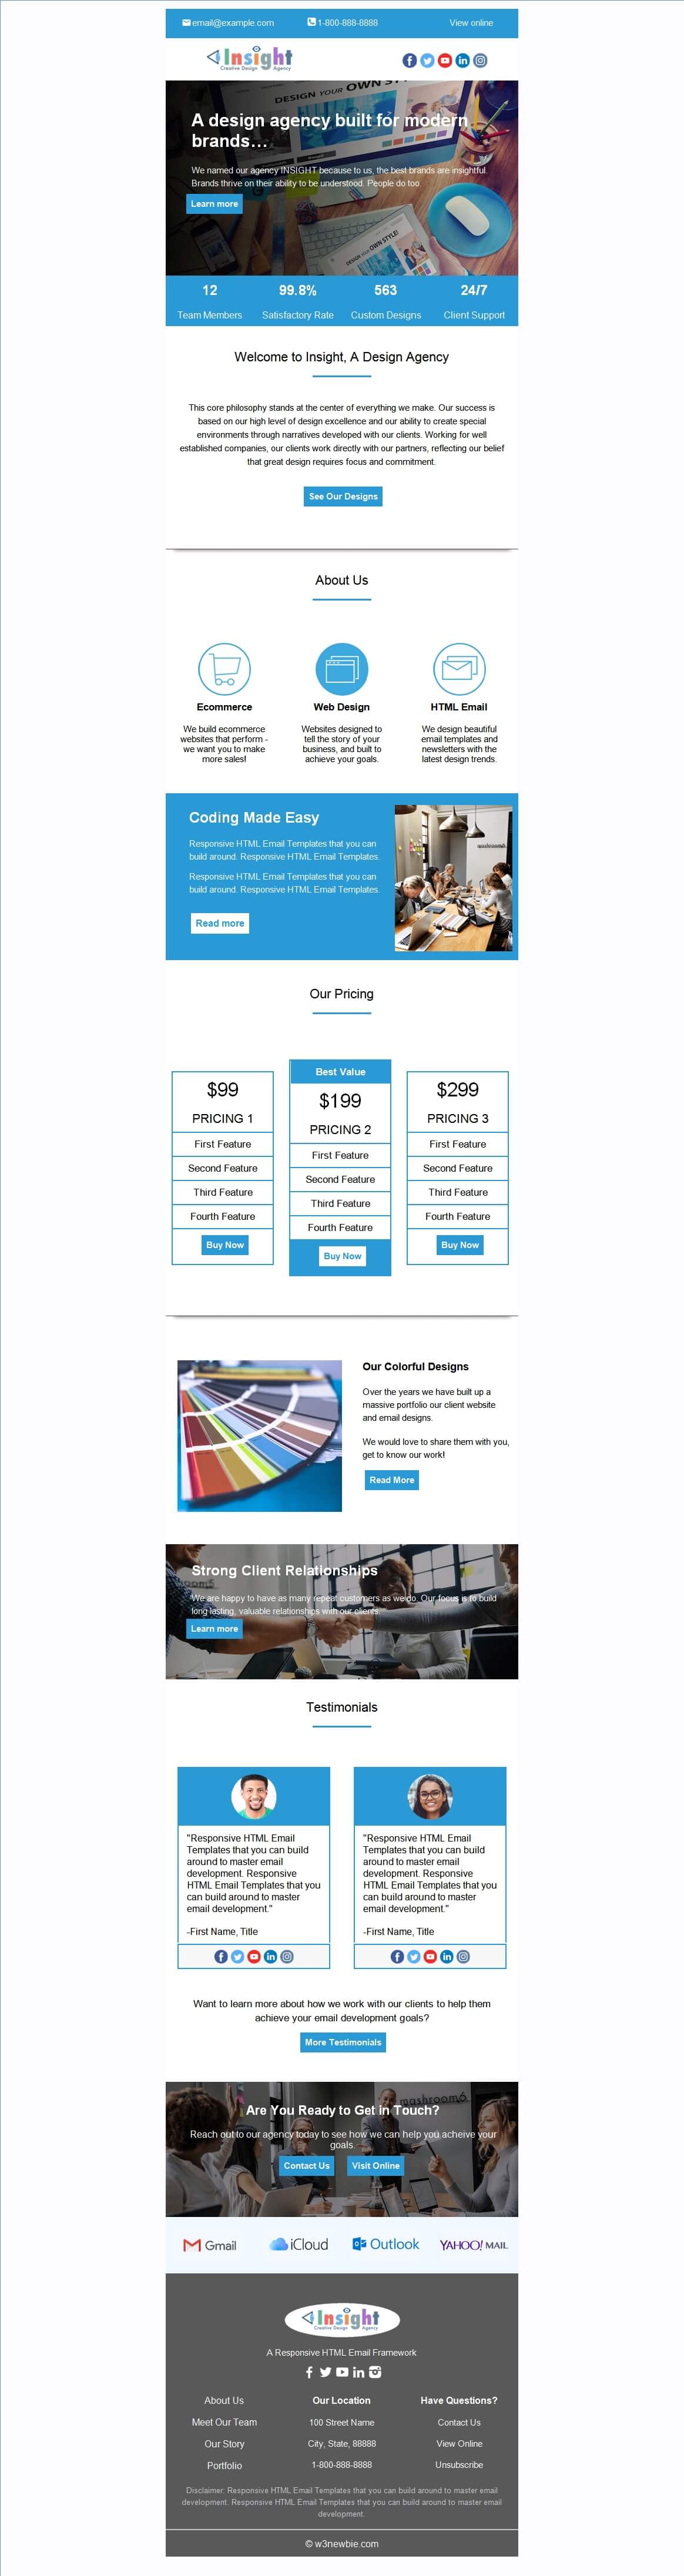 email@example.com 1-800-888-8888 View online
Insight
Creative Design Agency
DESIGN YOUR OWN STYLE!
A design agency built for modern
brands...
We named our agency INSIGHT because to us, the best brands are insightful.
Brands thrive on their ability to be understood. People do too
Learn more
12 99.8% 563 24/7
Team Members Satisfactory Rate Custom Designs Client Support
Welcome to Insight, A Design Agency
This core philosophy stands at the center of everything we make. Our success is
based on our high level of design excellence and our ability to create special
environments through narratives developed with our clients. Working for well
established companies, our clients work directly with our partners, reflecting our belief
that great design requires focus and commitment.
See Our Designs
About Us
Ecommerce
We build ecommerce
websites that perform -
we want you to make
more sales!
Web Design
Websites designed to
tell the story of your
business, and built to
achieve your goals.
HTML Email
We design beautiful
email templates and
newsletters with the
latest design trends.
Coding Made Easy
Responsive HTML Email Templates that you can
build around. Responsive HTML Email Templates.
Responsive HTML Email Templates that you can
build around. Responsive HTML Email Templates.
Read more
Our Pricing
$99
PRICING 1
First Feature
Second Feature
Third Feature
Fourth Feature
Buy Now
Best Value
$199
PRICING 2
First Feature
Second Feature
Third Feature
Fourth Feature
Buy Now
$299
PRICING 3
First Feature
Second Feature
Third Feature
Fourth Feature
Buy Now
Our Colorful Designs
Over the years we have built up a
massive portfolio our client website
and email designs.
We would love to share them with you,
get to know our work!
Read More
Strong Client Relationships
We are happy to have as many repeat customers as we do. Our focus is to build
long lasting, valuable relationships with our clients.
Learn more
Testimonials
"Responsive HTML Email
Templates that you can build
around to master email
development. Responsive
HTML Email Templates that you
can build around to master
email development."
-First Name, Title
"Responsive HTML Email
Templates that you can build
around to master email
development. Responsive
HTML Email Templates that you
can build around to master
email development."
-First Name, Title
Want to learn more about how we work with our clients to help them
achieve your email development goals?
More Testimonials
mashroomó
Are You Ready to Get in Touch?
Reach out to our agency today to see how we can help you acheive your
goals.
Contact Us Visit Online
Gmail iCloud Outlook YAHOO! MAIL
Insight
Creative Design Agency
A Responsive HTML Email Framework
About Us
Meet Our Team
Our Story
Portfolio
Our Location
100 Street Name
City, State, 88888
1-800-888-8888
Have Questions?
Contact Us
View Online
Unsubscribe
Disclaimer: Responsive HTML Email Templates that you can build around to master email
development. Responsive HTML Email Templates that you can build around to master email
development.
© w3newbie.com